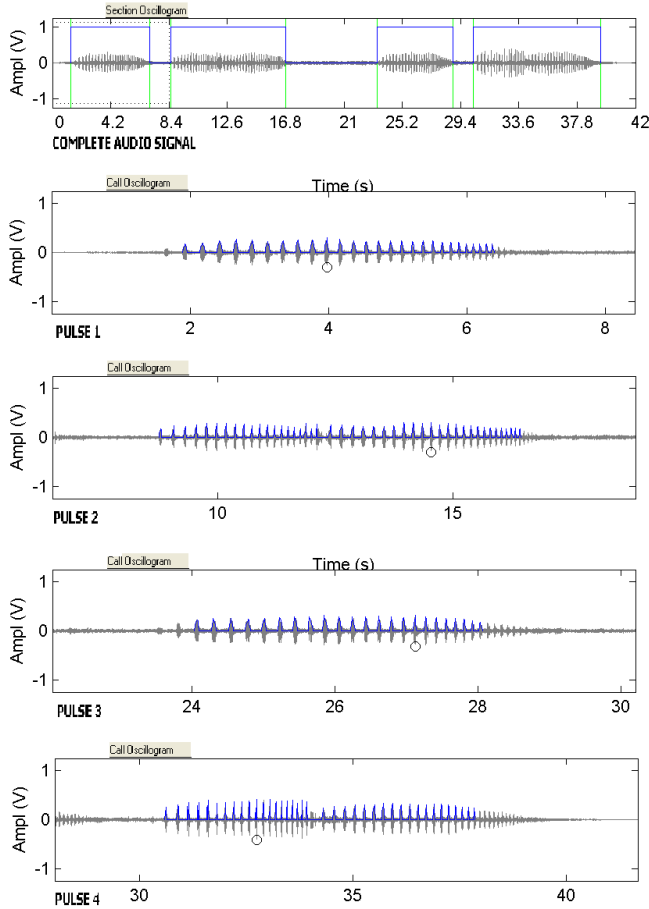 Section Oscillogram
Ampl (V)
1
0
-1
0 4.2 8.4 12.6 16.8 21 25.2 29.4 33.6 37.8 42
COMPLETE AUDIO SIGNAL
Time (s)
Call Oscillogram
Ampl (V)
1
0
-1
2 4 6 8
PULSE 1
Call Oscillogram
Ampl (V)
1
0
-1
10 15
PULSE 2
Time (s)
Call Oscillogram
Ampl (V)
1
0
-1
24 25 26 27 28 29 30
PULSE 3
Call Oscillogram
Ampl (V)
1
0
-1
30 35 40
PULSE 4